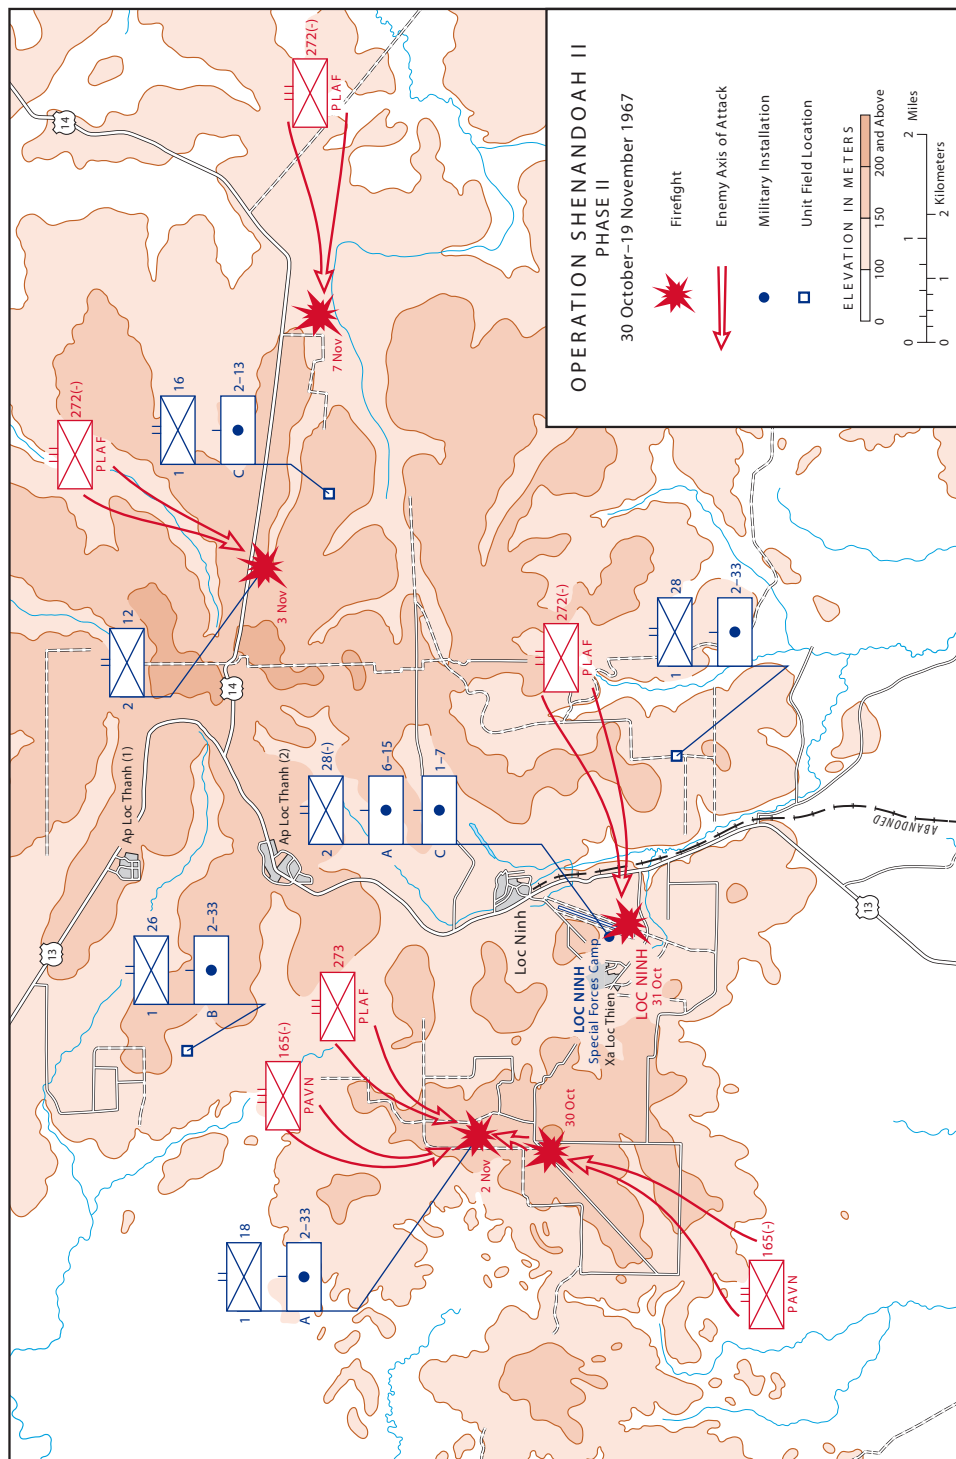 OPERATION SHENANDOAH II
PHASE II
30 October–19 November 1967
Firefight
Enemy Axis of Attack
Military Installation
Unit Field Location
ELEVATION IN METERS
0 100 150 200 and Above
0 1 2 Miles
0 1 2 Kilometers
14
272(-)
PLAF
7 Nov
272(-)
PLAF
1 16
C 2–13
3 Nov
2 12
14
Ap Loc Thanh (1)
Ap Loc Thanh (2)
13
1 26
B 2–33
2 28(-)
A 6–15
C 1–7
272(-)
PLAF
1 28
2–33
Loc Ninh
LOC NINH
Special Forces Camp
Xa Loc Thien
LOC NINH
31 Oct
ABANDONED
13
273
PLAF
165(-)
PAVN
2 Nov
30 Oct
1 18
A 2–33
165(-)
PAVN